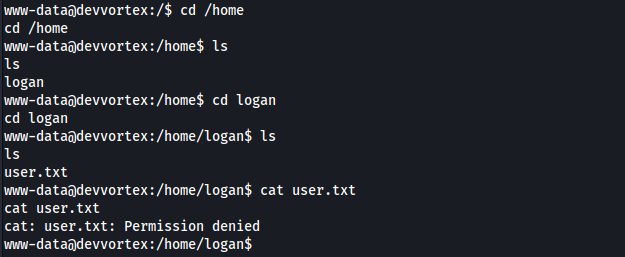 www-data@devvortex:/$ cd /home
cd /home
www-data@devvortex:/home$ ls
ls
logan
www-data@devvortex:/home$ cd logan
cd logan
www-data@devvortex:/home/logan$ ls
ls
user.txt
www-data@devvortex:/home/logan$ cat user.txt
cat user.txt
cat: user.txt: Permission denied
www-data@devvortex:/home/logan$